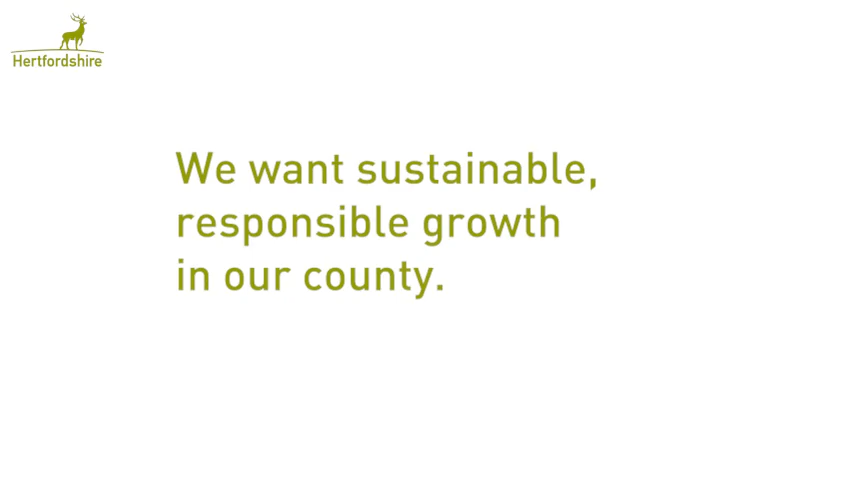 Hertfordshire
We want sustainable,
responsible growth
in our county.